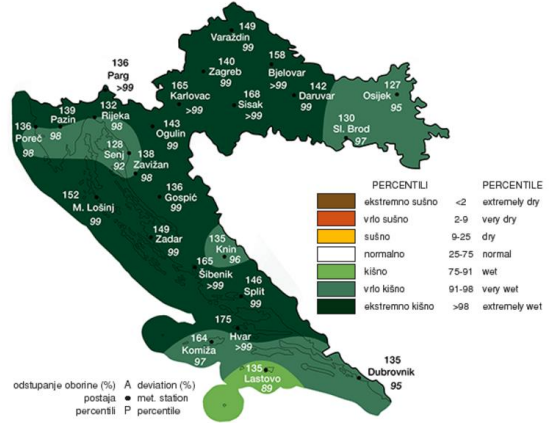 149
Varaždin
99
136
Parg
>99
140
Zagreb
99
158
Bjelovar
>99
165
Karlovac
>99
168
Sisak
>99
142
Daruvar
99
127
Osijek
95
130
Sl. Brod
97
132
Rijeka
98
139
Pazin
98
136
Poreč
98
143
Ogulin
99
128
Senj
92
138
Zavižan
98
136
Gospić
99
152
M. Lošinj
99
149
Zadar
99
135
Knin
96
165
Šibenik
>99
146
Split
99
175
Hvar
>99
164
Komiža
97
135
Lastovo
89
135
Dubrovnik
95
PERCENTILI PERCENTILE
ekstremno sušno <2 extremely dry
vrlo sušno 2-9 very dry
sušno 9-25 dry
normalno 25-75 normal
kišno 75-91 wet
vrlo kišno 91-98 very wet
ekstremno kišno >98 extremely wet
odstupanje oborine (%) A deviation (%)
postaja met. station
percentili P percentile